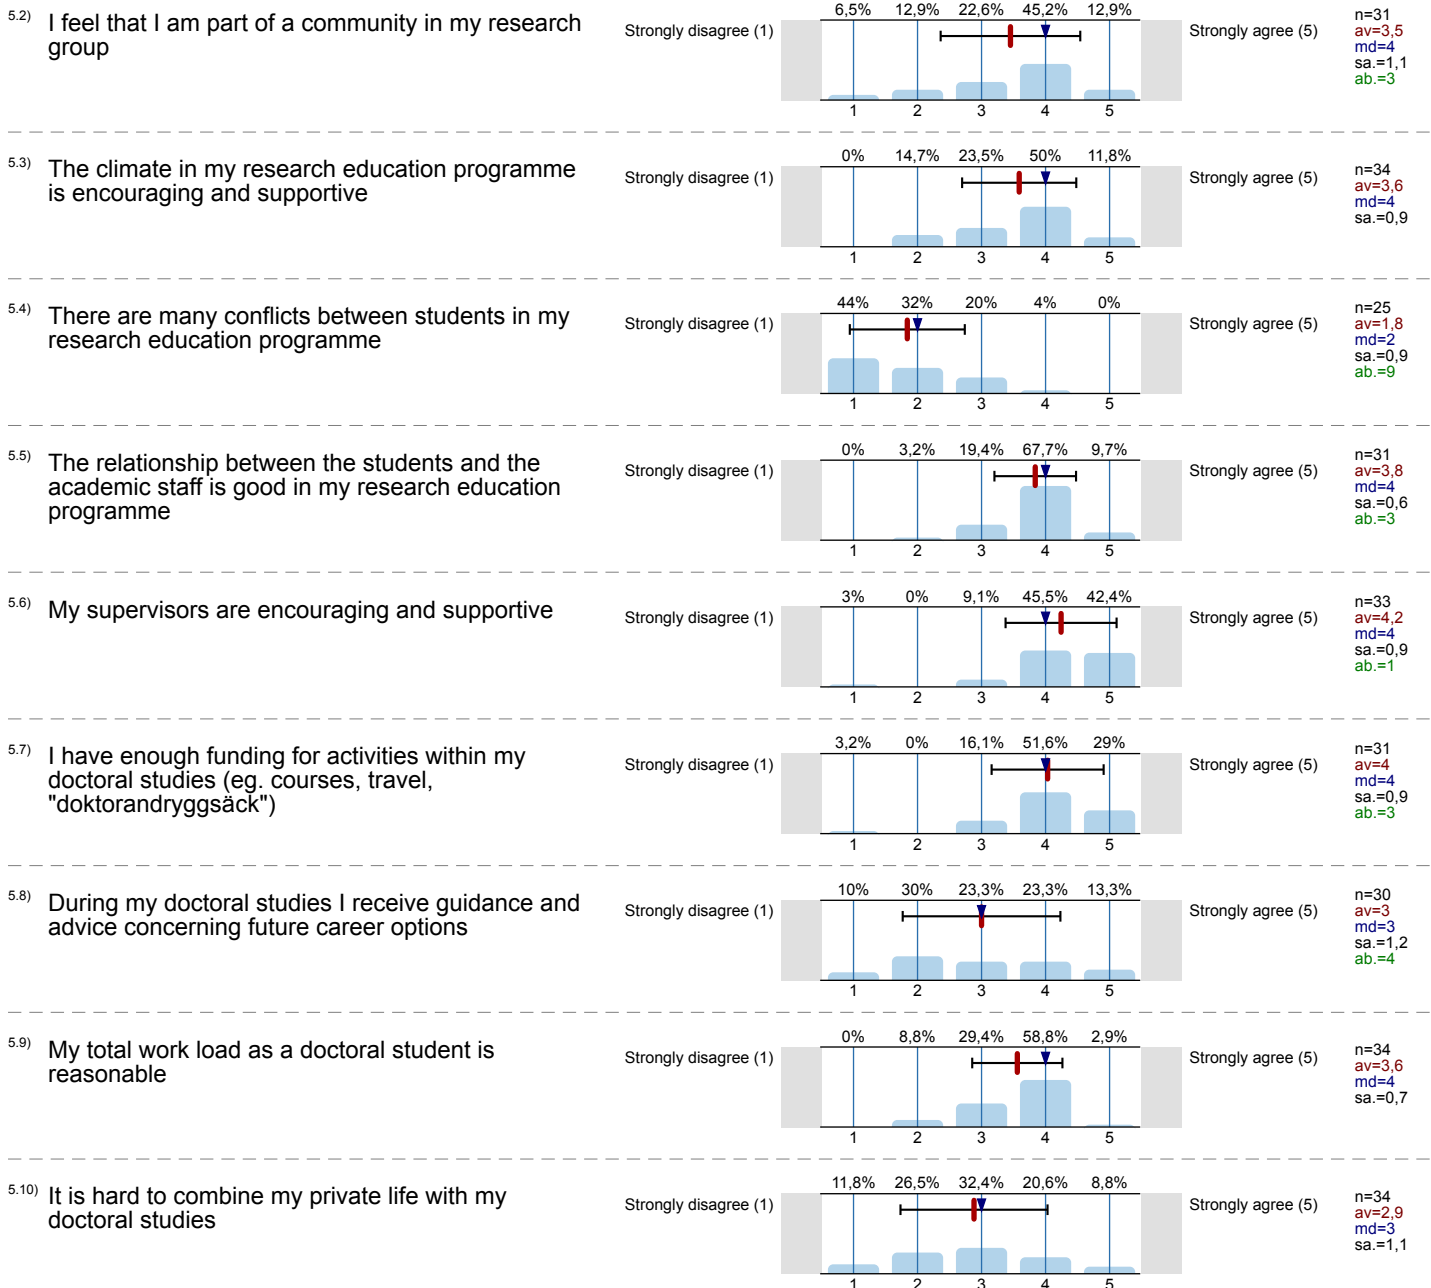 5.2) I feel that I am part of a community in my research
group
Strongly disagree (1)
6,5% 12,9% 22,6% 45,2% 12,9%
1 2 3 4 5
Strongly agree (5)
n=31
av=3,5
md=4
sa.=1,1
ab.=3
5.3) The climate in my research education programme
is encouraging and supportive
Strongly disagree (1)
0% 14,7% 23,5% 50% 11,8%
1 2 3 4 5
Strongly agree (5)
n=34
av=3,6
md=4
sa.=0,9
5.4) There are many conflicts between students in my
research education programme
Strongly disagree (1)
44% 32% 20% 4% 0%
1 2 3 4 5
Strongly agree (5)
n=25
av=1,8
md=2
sa.=0,9
ab.=9
5.5) The relationship between the students and the
academic staff is good in my research education
programme
Strongly disagree (1)
0% 3,2% 19,4% 67,7% 9,7%
1 2 3 4 5
Strongly agree (5)
n=31
av=3,8
md=4
sa.=0,6
ab.=3
5.6) My supervisors are encouraging and supportive
Strongly disagree (1)
3% 0% 9,1% 45,5% 42,4%
1 2 3 4 5
Strongly agree (5)
n=33
av=4,2
md=4
sa.=0,9
ab.=1
5.7) I have enough funding for activities within my
doctoral studies (eg. courses, travel,
"doktorandryggsäck")
Strongly disagree (1)
3,2% 0% 16,1% 51,6% 29%
1 2 3 4 5
Strongly agree (5)
n=31
av=4
md=4
sa.=0,9
ab.=3
5.8) During my doctoral studies I receive guidance and
advice concerning future career options
Strongly disagree (1)
10% 30% 23,3% 23,3% 13,3%
1 2 3 4 5
Strongly agree (5)
n=30
av=3
md=3
sa.=1,2
ab.=4
5.9) My total work load as a doctoral student is
reasonable
Strongly disagree (1)
0% 8,8% 29,4% 58,8% 2,9%
1 2 3 4 5
Strongly agree (5)
n=34
av=3,6
md=4
sa.=0,7
5.10) It is hard to combine my private life with my
doctoral studies
Strongly disagree (1)
11,8% 26,5% 32,4% 20,6% 8,8%
1 2 3 4 5
Strongly agree (5)
n=34
av=2,9
md=3
sa.=1,1